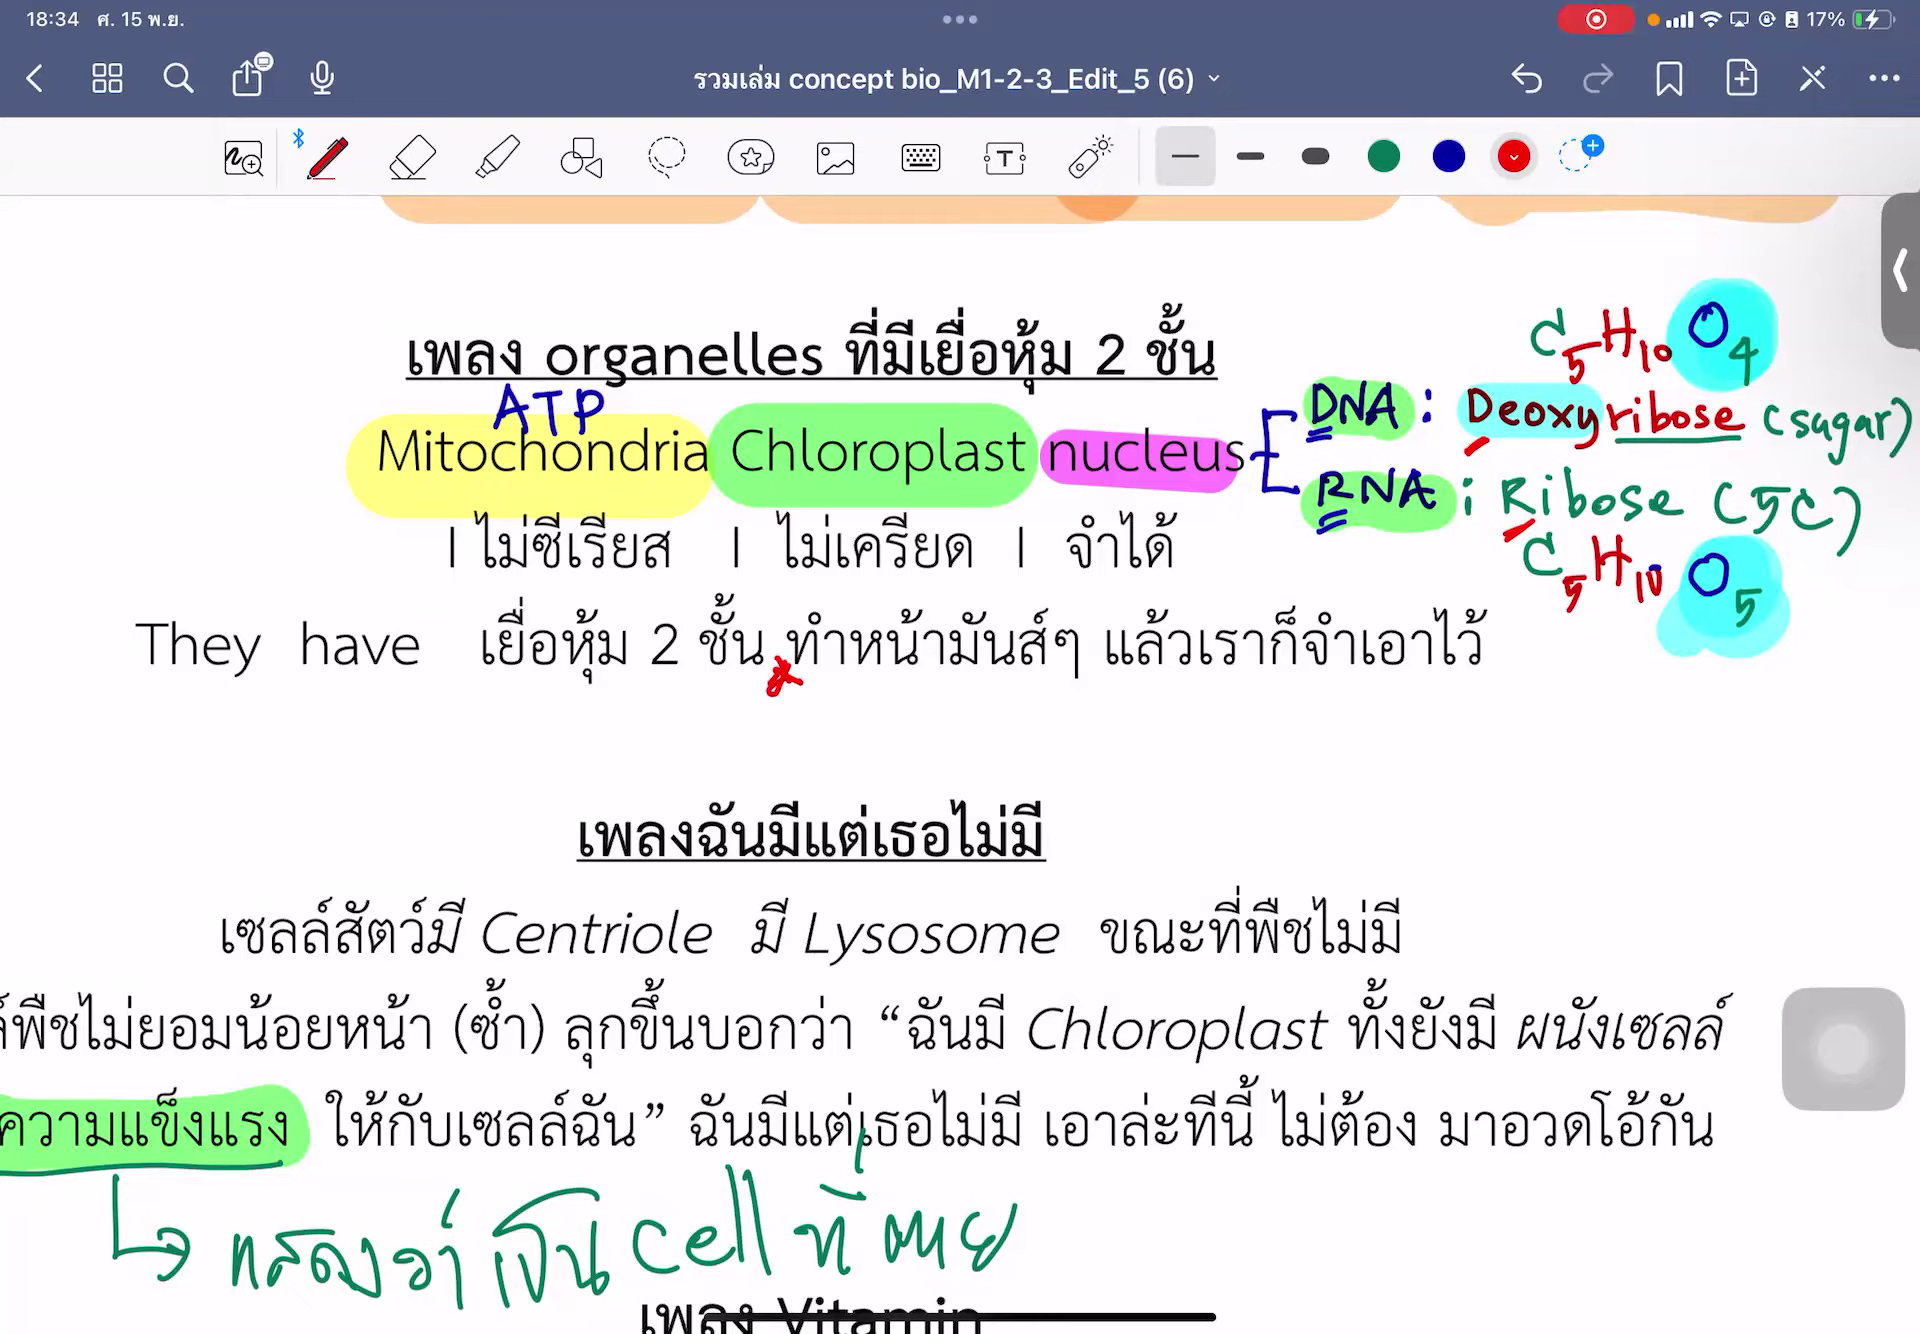 18:34 ศ. 15 พ.ย.
17%
รวมเล่ม concept bio_M1-2-3_Edit_5 (6)
T
C5H10O4
เพลง organelles ที่มีเยื่อหุ้ม 2 ชั้น
ATP
DNA : Deoxyribose (sugar)
Mitochondria Chloroplast nucleus
RNA : Ribose (5C)
I ไม่ซีเรียส I ไม่เครียด I จำได้
C5H10O5
They have เยื่อหุ้ม 2 ชั้น ทำหน้ามันส์ๆ แล้วเราก็จำเอาไว้
เพลงฉันมีแต่เธอไม่มี
เซลล์สัตว์มี Centriole มี Lysosome ขณะที่พืชไม่มี
์พืชไม่ยอมน้อยหน้า (ซ้ำ) ลุกขึ้นบอกว่า “ฉันมี Chloroplast ทั้งยังมี ผนังเซลล์
ความแข็งแรง ให้กับเซลล์ฉัน” ฉันมีแต่เธอไม่มี เอาล่ะทีนี้ ไม่ต้อง มาอวดโอ้กัน
แสดงว่า เป็น cell ที่ ตาย
เพลง Vitamin